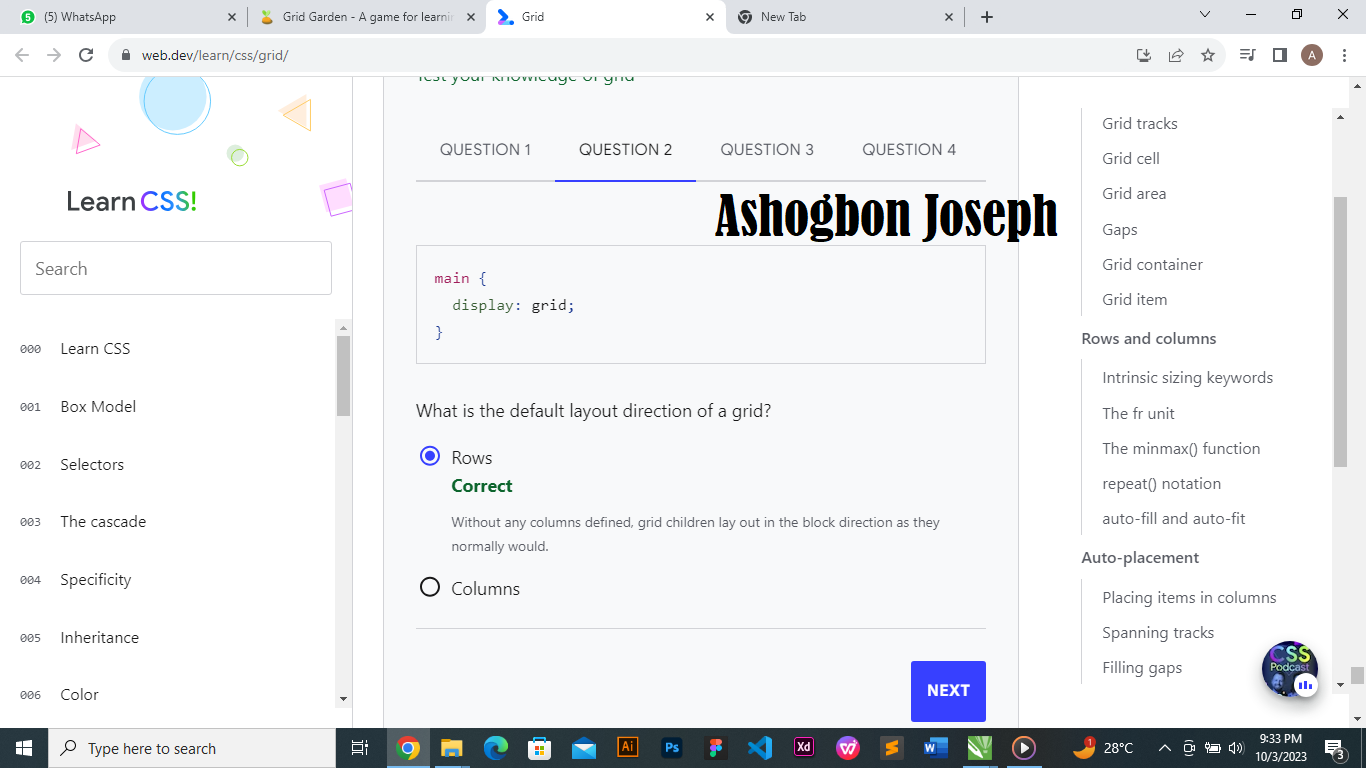 (5) WhatsApp
Grid Garden - A game for learnin
Grid
New Tab
web.dev/learn/css/grid/
A
Learn CSS!
Search
000 Learn CSS
001 Box Model
002 Selectors
003 The cascade
004 Specificity
005 Inheritance
006 Color
Test your knowledge of grid
QUESTION 1 QUESTION 2 QUESTION 3 QUESTION 4
Ashogbon Joseph
main {
display: grid;
}
What is the default layout direction of a grid?
Rows
Correct
Without any columns defined, grid children lay out in the block direction as they
normally would.
Columns
NEXT
Grid tracks
Grid cell
Grid area
Gaps
Grid container
Grid item
Rows and columns
Intrinsic sizing keywords
The fr unit
The minmax() function
repeat() notation
auto-fill and auto-fit
Auto-placement
Placing items in columns
Spanning tracks
Filling gaps
CSS
Podcast
Type here to search
Ai
Ps
Xd
W
1
28°C
9:33 PM
10/3/2023
3